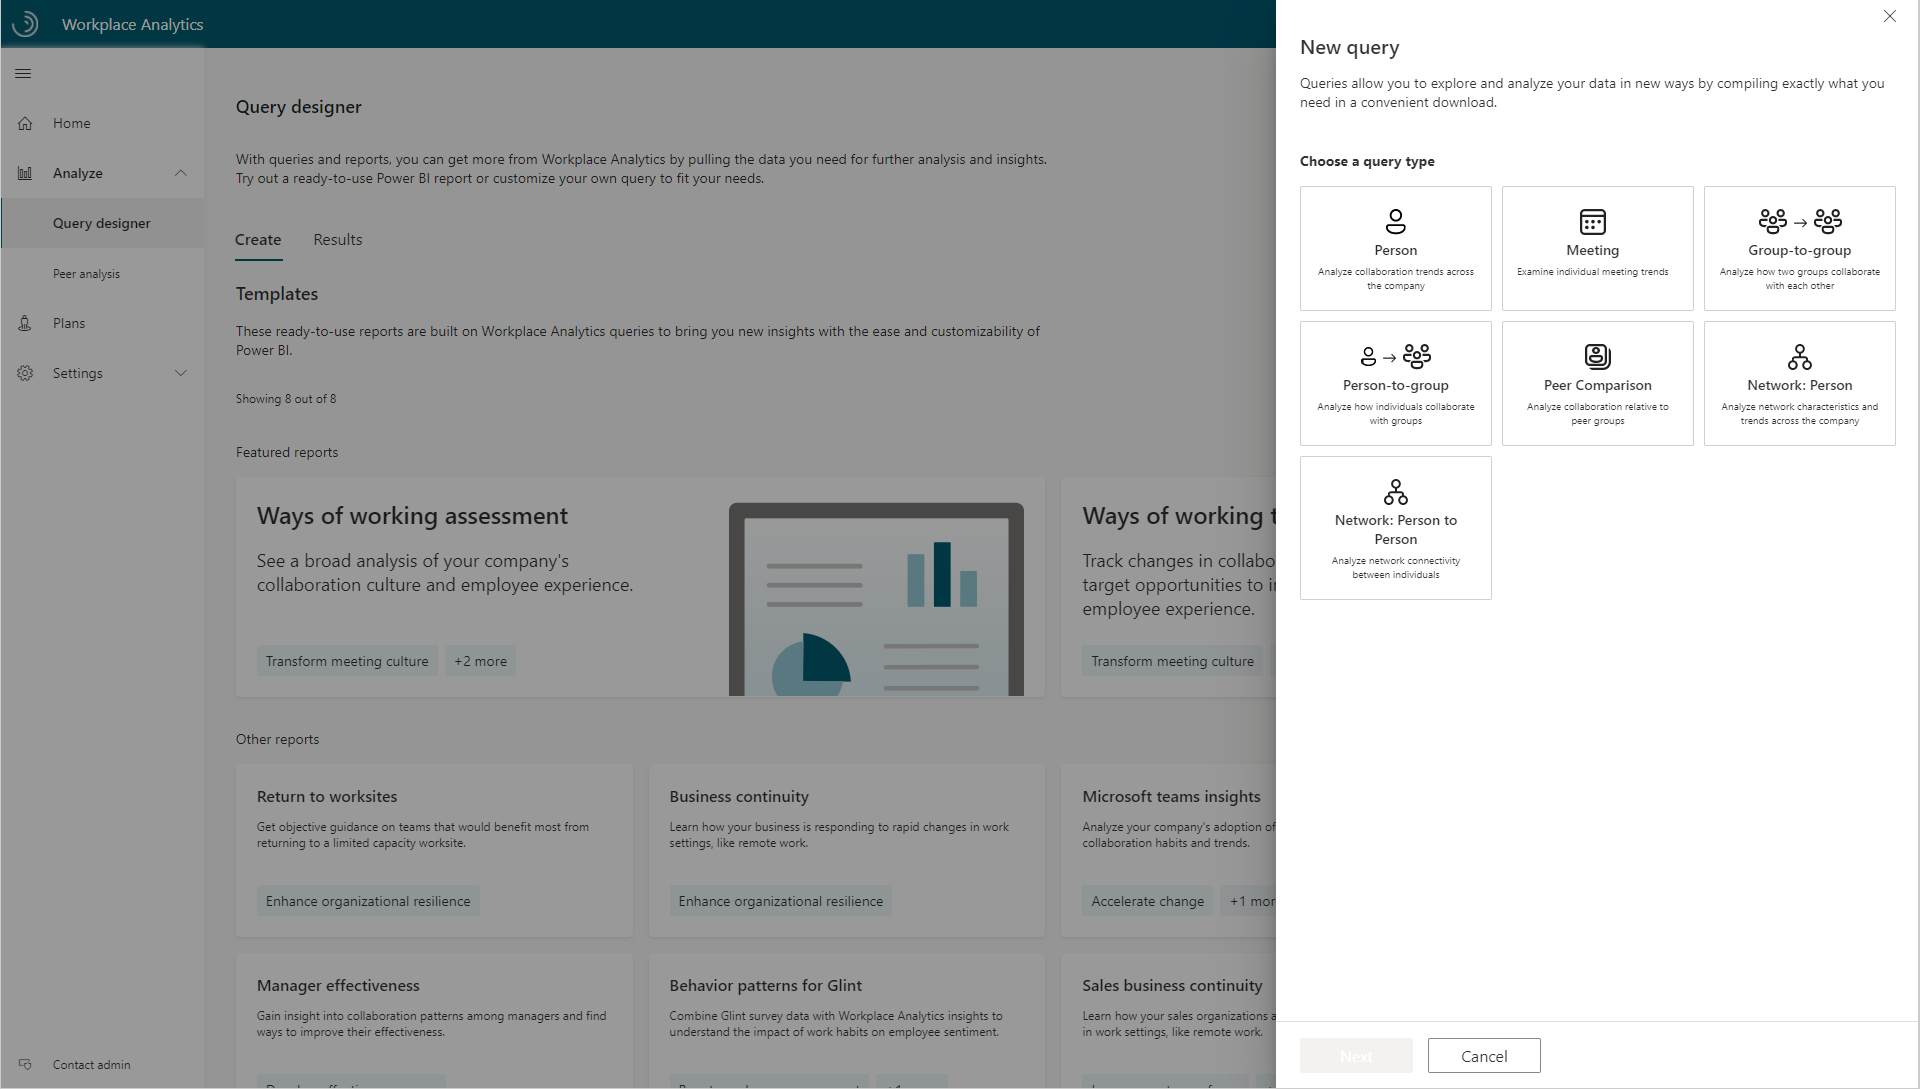 Workplace Analytics
Home
Analyze
Query designer
Peer analysis
Plans
Settings
Contact admin
Query designer
With queries and reports, you can get more from Workplace Analytics by pulling the data you need for further analysis and insights.
Try out a ready-to-use Power BI report or customize your own query to fit your needs.
Create
Results
Templates
These ready-to-use reports are built on Workplace Analytics queries to bring you new insights with the ease and customizability of
Power BI.
Showing 8 out of 8
Featured reports
Ways of working assessment
See a broad analysis of your company's
collaboration culture and employee experience.
Transform meeting culture
+2 more
Ways of working
Track changes in
target opportunities to
employee experience.
Transform meeting culture
Other reports
Return to worksites
Get objective guidance on teams that would benefit most from
returning to a limited capacity worksite.
Enhance organizational resilience
Business continuity
Learn how your business is responding to rapid changes in work
settings, like remote work.
Enhance organizational resilience
Microsoft teams insights
Analyze your company's adoption of
collaboration habits and trends.
Accelerate change
+1
Manager effectiveness
Gain insight into collaboration patterns among managers and find
ways to improve their effectiveness.
Behavior patterns for Glint
Combine Glint survey data with Workplace Analytics insights to
understand the impact of work habits on employee sentiment.
Sales business continuity
Learn how your sales organizations
in work settings, like remote work.
New query
Queries allow you to explore and analyze your data in new ways by compiling exactly what you
need in a convenient download.
Choose a query type
Person
Analyze collaboration trends across
the company
Meeting
Examine individual meeting trends
Group-to-group
Analyze how two groups collaborate
with each other
Person-to-group
Analyze how individuals collaborate
with groups
Peer Comparison
Analyze collaboration relative to
peer groups
Network: Person
Analyze network characteristics and
trends across the company
Network: Person to
Person
Analyze network connectivity
between individuals
Next
Cancel